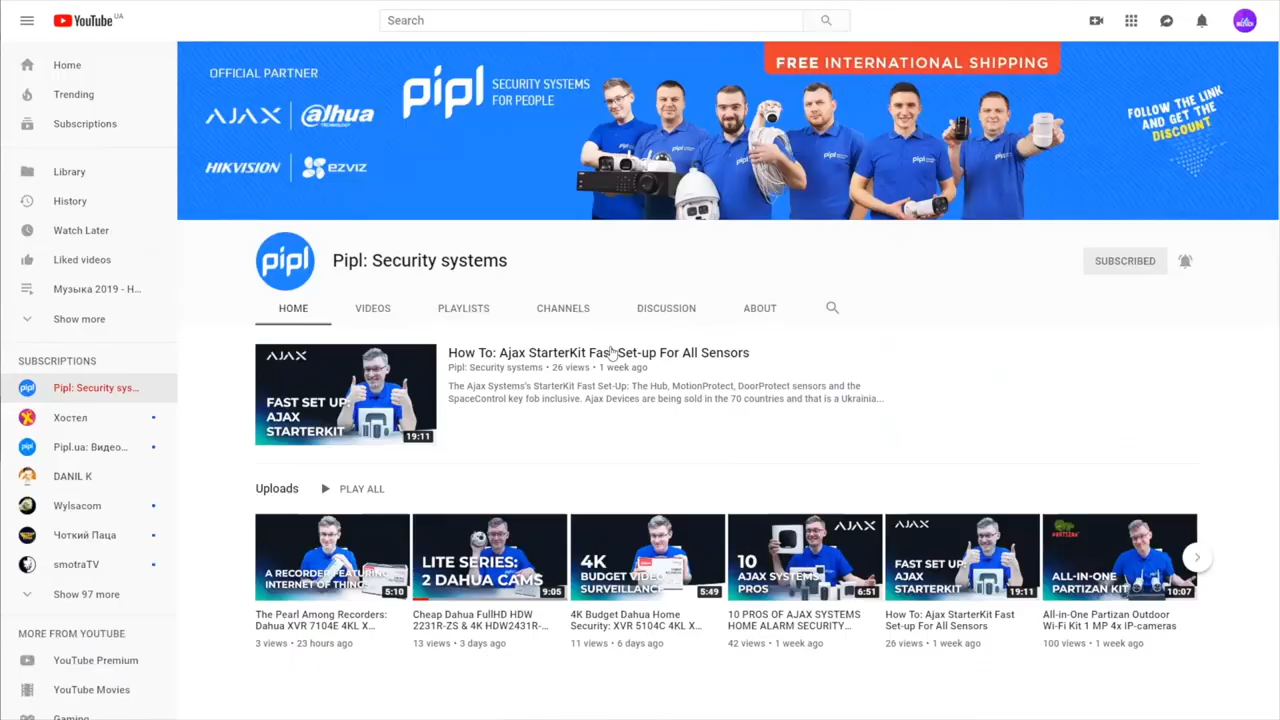 YouTube UA
Search
Home
Trending
Subscriptions
Library
History
Watch Later
Liked videos
Музыка 2019 - Н...
Show more
SUBSCRIPTIONS
Pipl: Security sys...
Хостел
Pipl.ua: Видео...
DANIL K
Wylsacom
Чоткий Паца
smotraTV
Show 97 more
MORE FROM YOUTUBE
YouTube Premium
YouTube Movies
Gaming
OFFICIAL PARTNER
AJAX alhua TECHNOLOGY
HIKVISION ezviz
pipl SECURITY SYSTEMS
FOR PEOPLE
FREE INTERNATIONAL SHIPPING
FOLLOW THE LINK
AND GET THE
DISCOUNT
pipl
Pipl: Security systems
SUBSCRIBED
HOME VIDEOS PLAYLISTS CHANNELS DISCUSSION ABOUT
AJAX
FAST SET UP:
AJAX
STARTERKIT
19:11
How To: Ajax StarterKit Fast Set-up For All Sensors
Pipl: Security systems • 26 views • 1 week ago
The Ajax Systems's StarterKit Fast Set-Up: The Hub, MotionProtect, DoorProtect sensors and the
SpaceControl key fob inclusive. Ajax Devices are being sold in the 70 countries and that is a Ukrainia...
Uploads PLAY ALL
A RECORDER FEATURING
INTERNET OF THINGS
5:10
The Pearl Among Recorders:
Dahua XVR 7104E 4KL X...
3 views • 23 hours ago
LITE SERIES:
2 DAHUA CAMS
9:05
Cheap Dahua FullHD HDW
2231R-ZS & 4K HDW2431R-...
13 views • 3 days ago
4K
BUDGET VIDEO
SURVEILLANCE
5:49
4K Budget Dahua Home
Security: XVR 5104C 4KL X...
11 views • 6 days ago
AJAX
10
AJAX SYSTEMS
PROS
6:51
10 PROS OF AJAX SYSTEMS
HOME ALARM SECURITY...
42 views • 1 week ago
AJAX
FAST SET UP:
AJAX
STARTERKIT
19:11
How To: Ajax StarterKit Fast
Set-up For All Sensors
26 views • 1 week ago
PARTIZAN
ALL-IN-ONE
PARTIZAN KIT
10:07
All-in-One Partizan Outdoor
Wi-Fi Kit 1 MP 4x IP-cameras
100 views • 1 week ago